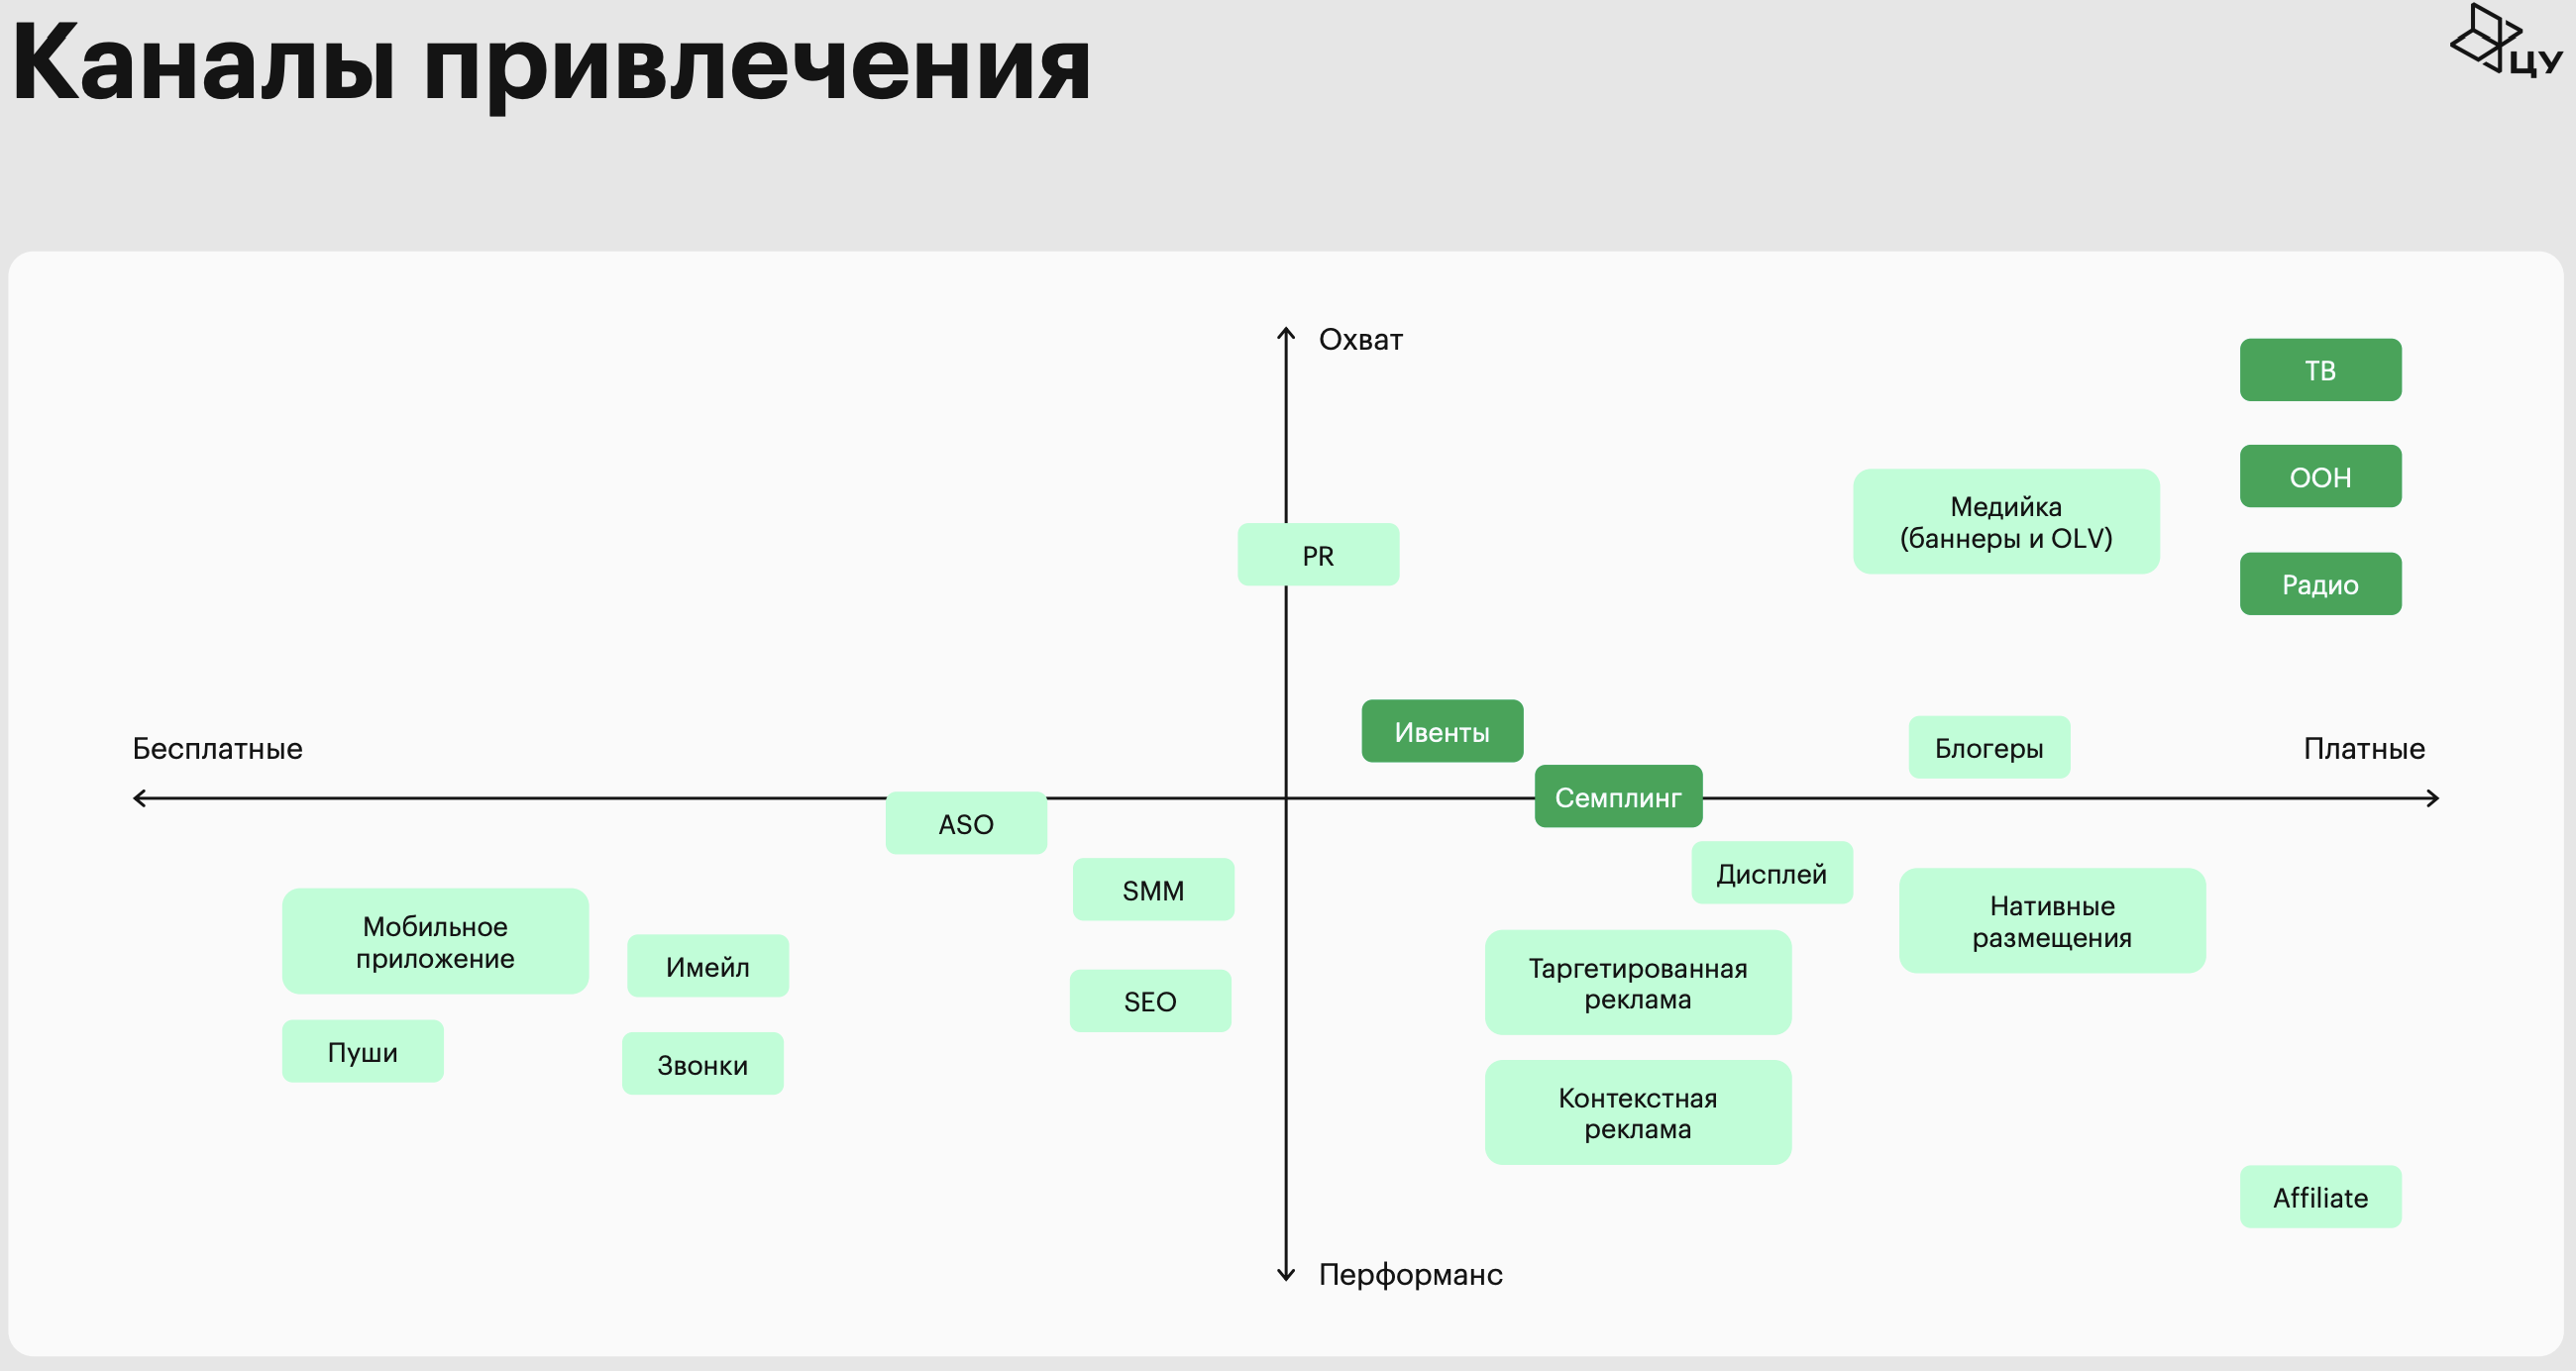 Каналы привлечения
ЦУ
Охват
ТВ
OOH
Медийка
(баннеры и OLV)
PR
Радио
Ивенты
Бесплатные
Блогеры
Платные
Семплинг
ASO
Дисплей
SMM
Нативные
размещения
Мобильное
приложение
Имейл
Таргетированная
реклама
SEO
Пуши
Звонки
Контекстная
реклама
Affiliate
Перформанс